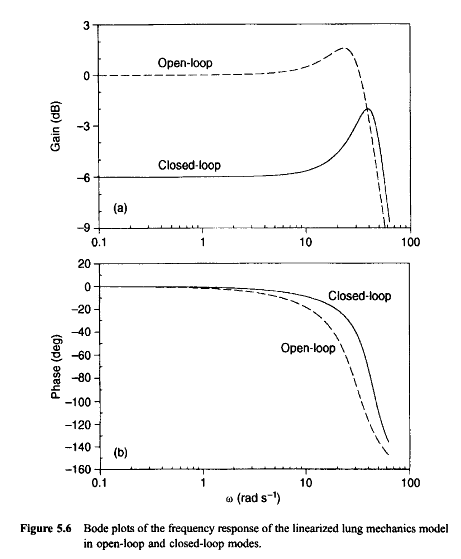 3
0
-3
-6
-9
Gain (dB)
Open-loop
Closed-loop
(a)
0.1 1 10 100
20
0
-20
-40
-60
-80
-100
-120
-140
-160
Phase (deg)
Closed-loop
Open-loop
(b)
0.1 1 10 100
ω (rad s⁻¹)
Figure 5.6 Bode plots of the frequency response of the linearized lung mechanics model
in open-loop and closed-loop modes.